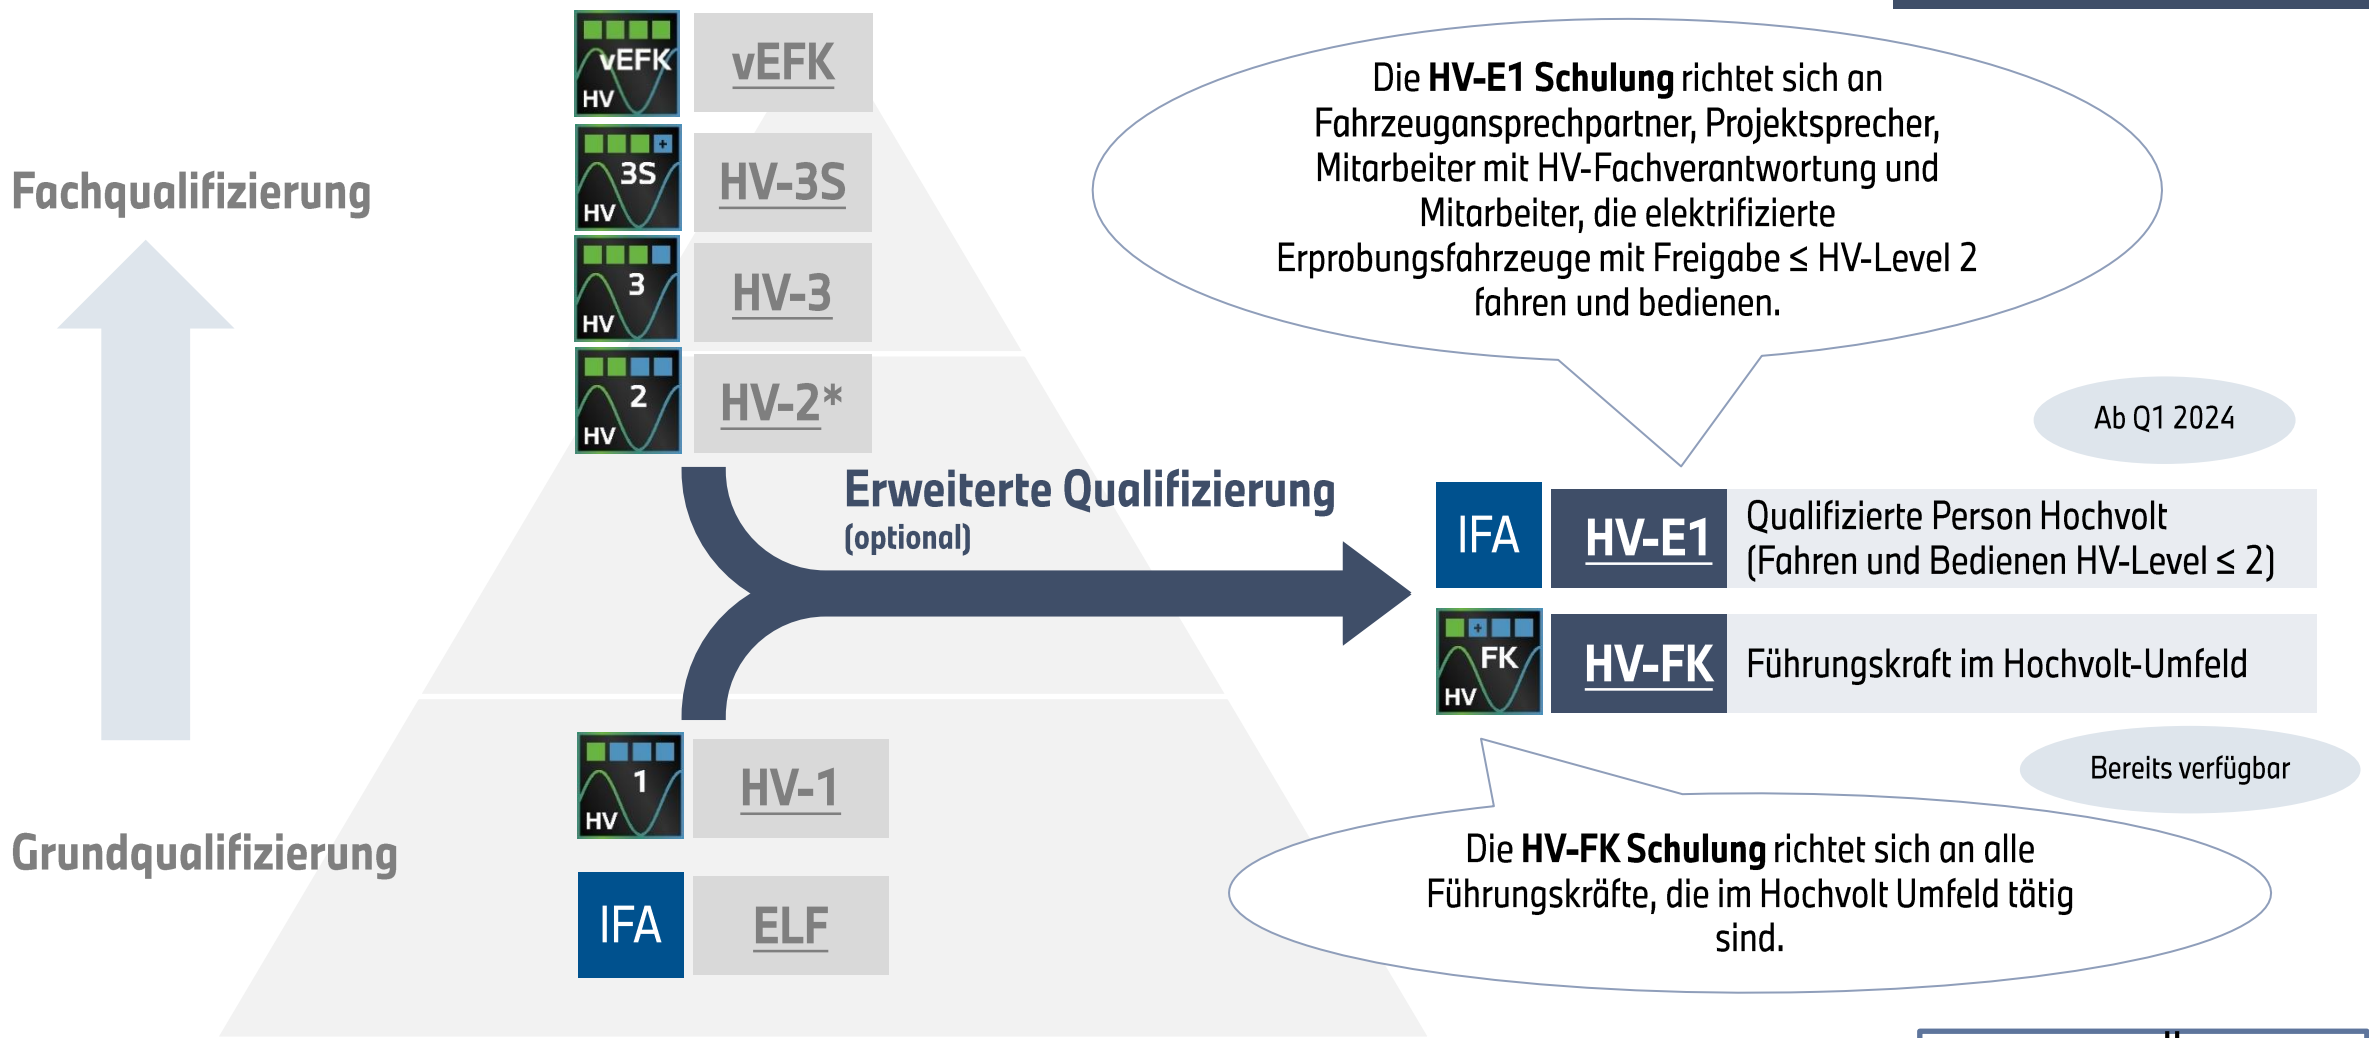 vEFK
HV
vEFK
3S
HV
HV-3S
Fachqualifizierung
3
HV
HV-3
2
HV
HV-2*
Die HV-E1 Schulung richtet sich an
Fahrzeugansprechpartner, Projektsprecher,
Mitarbeiter mit HV-Fachverantwortung und
Mitarbeiter, die elektrifizierte
Erprobungsfahrzeuge mit Freigabe ≤ HV-Level 2
fahren und bedienen.
Ab Q1 2024
Erweiterte Qualifizierung
(optional)
IFA
HV-E1
Qualifizierte Person Hochvolt
(Fahren und Bedienen HV-Level ≤ 2)
FK
HV
HV-FK
Führungskraft im Hochvolt-Umfeld
Bereits verfügbar
1
HV
HV-1
Grundqualifizierung
IFA
ELF
Die HV-FK Schulung richtet sich an alle
Führungskräfte, die im Hochvolt Umfeld tätig
sind.